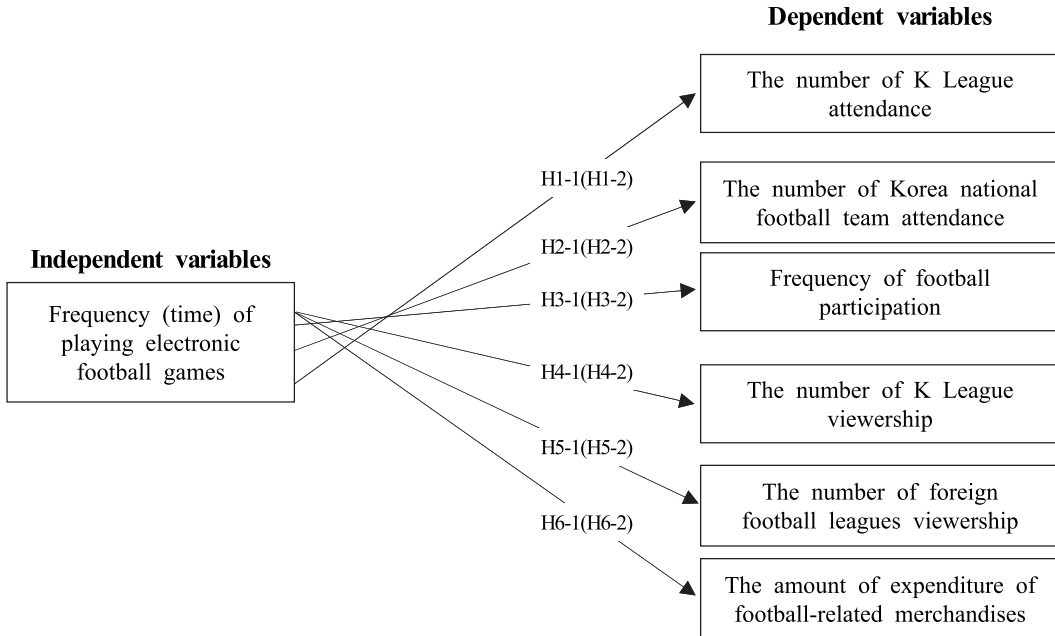 Dependent variables
The number of K League
attendance
H1-1(H1-2)
The number of Korea national
football team attendance
H2-1(H2-2)
Independent variables
Frequency (time) of
playing electronic
football games
Frequency of football
participation
H3-1(H3-2)
H4-1(H4-2)
The number of K League
viewership
H5-1(H5-2)
The number of foreign
football leagues viewership
H6-1(H6-2)
The amount of expenditure of
football-related merchandises